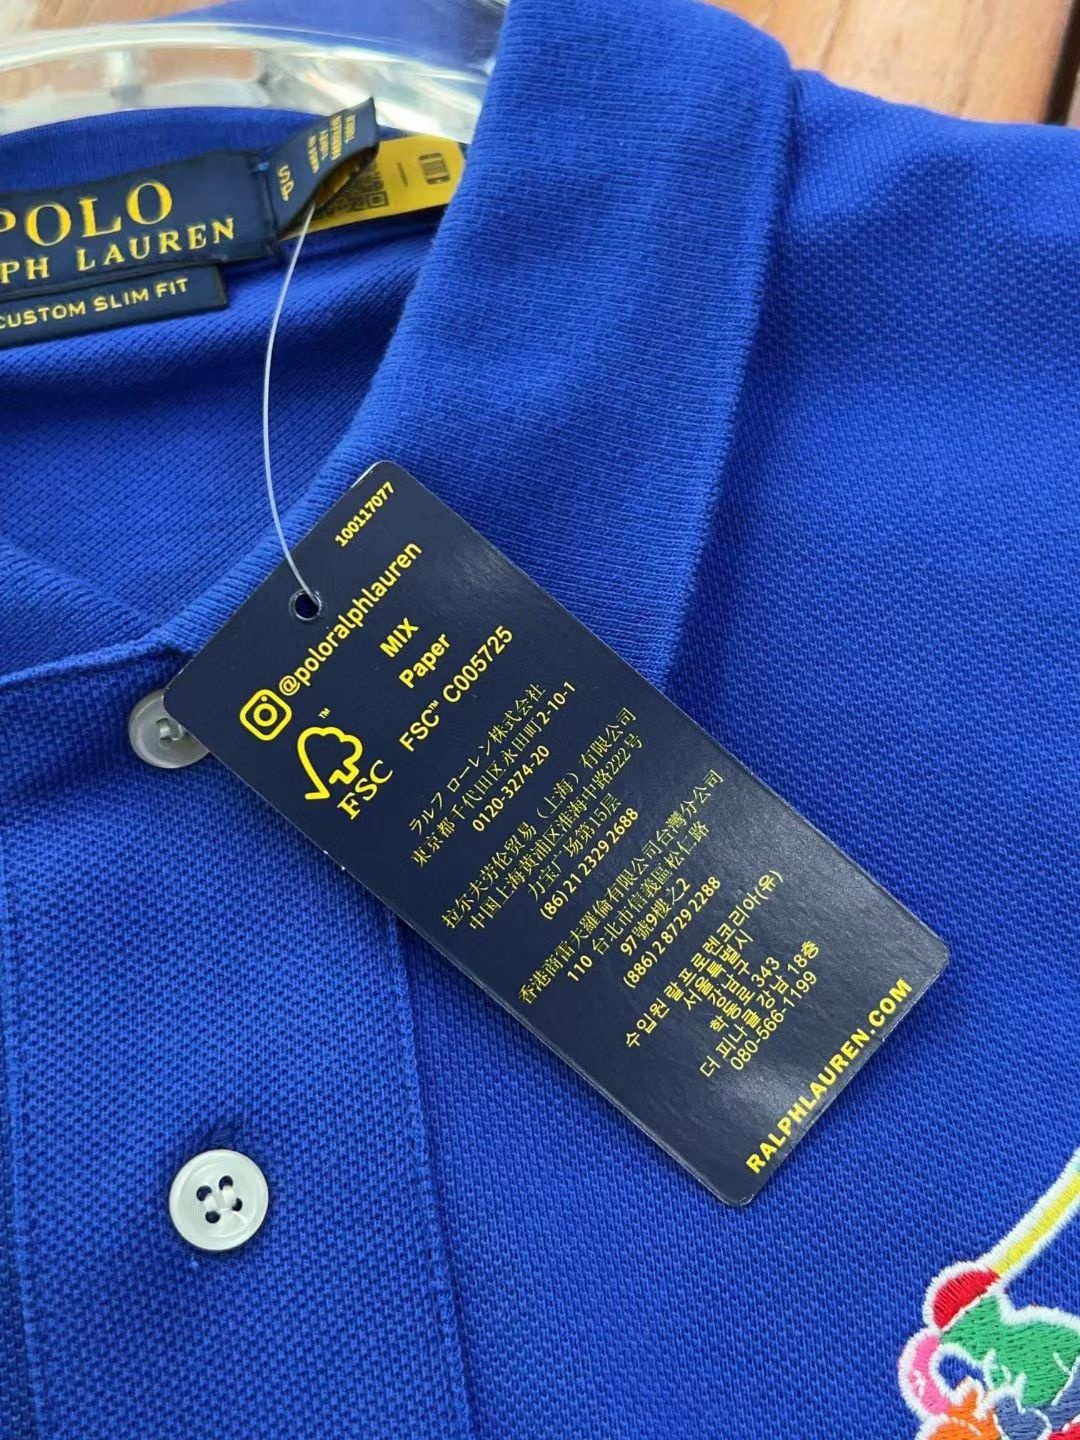 POLO
PH LAUREN
CUSTOM SLIM FIT
S/P
100117077
@poloralphlauren
MIX
Paper
FSC™ C005725
FSC
ラルフ ローレン株式会社
東京都千代田区永田町2-10-1
0120-3274-20
拉尔夫劳伦贸易（上海）有限公司
中国上海黄浦区淮海中路222号
力宝广场第15层
(86)21 2329 2688
香港商雷夫羅倫有限公司台灣分公司
110 台北市信義區松仁路
97號9樓之2
(886)2 8729 2288
수입원 랄프로렌코리아(유)
서울특별시
강남구
학동로 343
더 피나클강남 18층
080-566-1199
RALPHLAUREN.COM